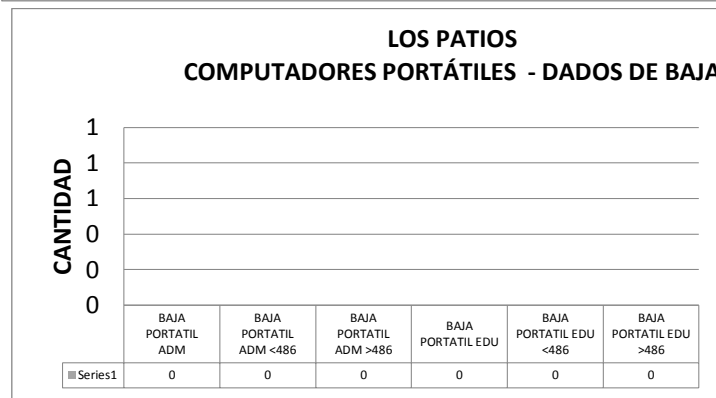 LOS PATIOS
COMPUTADORES PORTÁTILES - DADOS DE BAJA
CANTIDAD
1
1
1
0
0
0
BAJA PORTATIL ADM
BAJA PORTATIL ADM <486
BAJA PORTATIL ADM >486
BAJA PORTATIL EDU
BAJA PORTATIL EDU <486
BAJA PORTATIL EDU >486
Series1 0 0 0 0 0 0